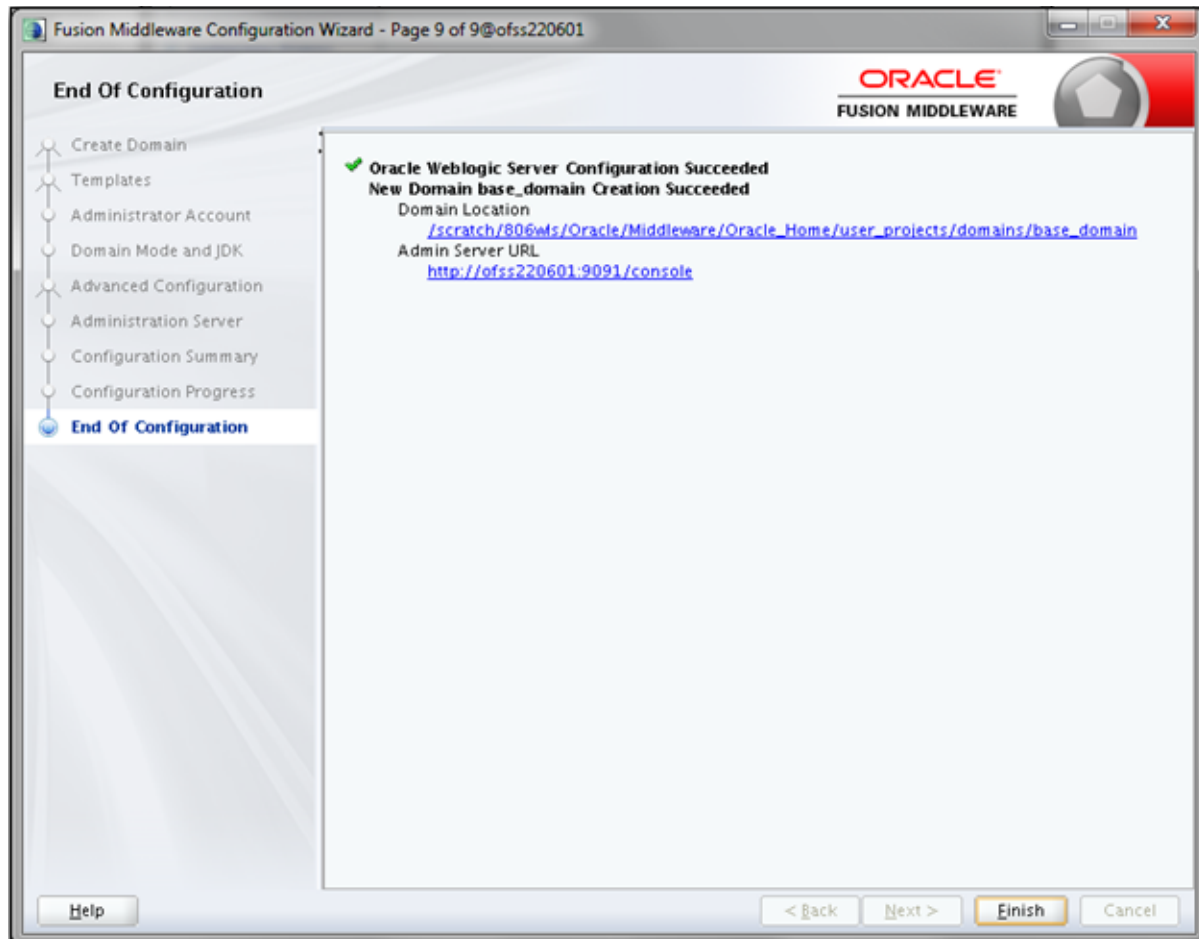 Fusion Middleware Configuration Wizard - Page 9 of 9@ofss220601
End Of Configuration
ORACLE
FUSION MIDDLEWARE
Create Domain
Templates
Administrator Account
Domain Mode and JDK
Advanced Configuration
Administration Server
Configuration Summary
Configuration Progress
End Of Configuration
Oracle Weblogic Server Configuration Succeeded
New Domain base_domain Creation Succeeded
Domain Location
/scratch/806wls/Oracle/Middleware/Oracle_Home/user_projects/domains/base_domain
Admin Server URL
http://ofss220601:9091/console
Help
< Back
Next >
Finish
Cancel